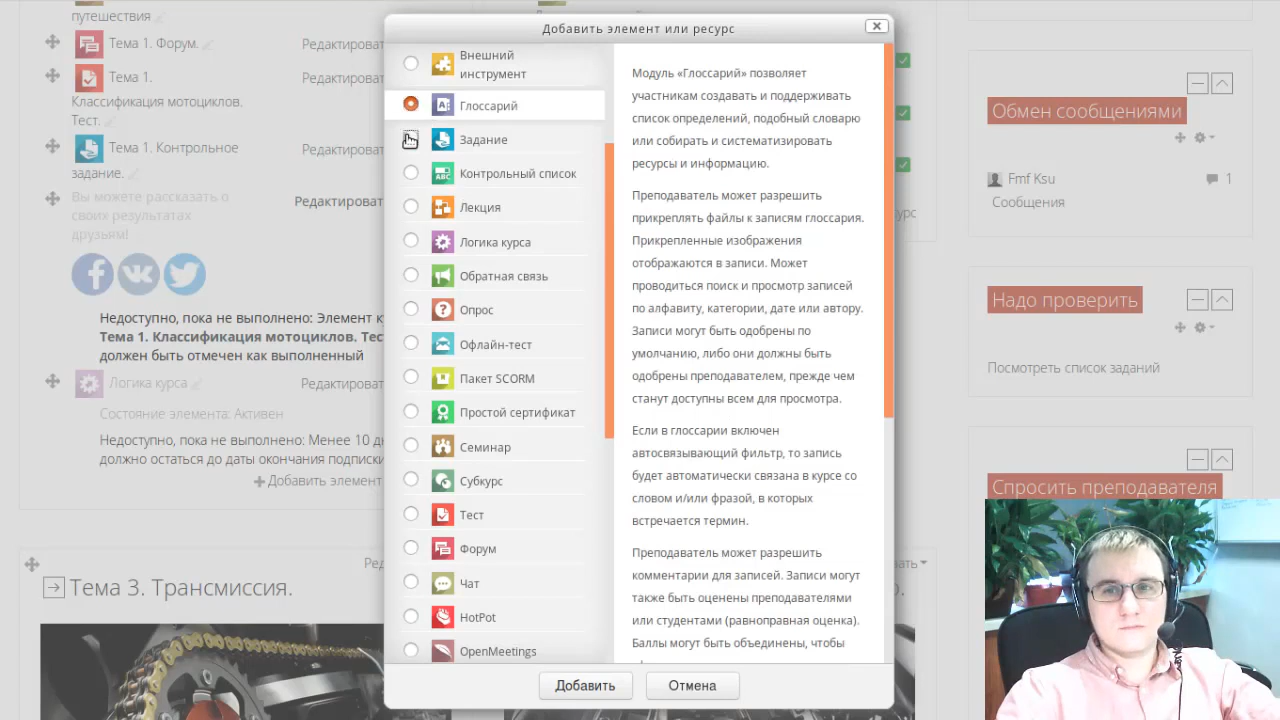 Добавить элемент или ресурс
путешествия
Тема 1. Форум.
Редактироват
Тема 1.
Редактироват
Классификация мотоциклов.
Тест.
Тема 1. Контрольное
Редактироват
задание.
Вы можете рассказать о
Редактироват
своих результатах
друзьям!
Недоступно, пока не выполнено: Элемент к
Тема 1. Классификация мотоциклов. Тес
должен быть отмечен как выполненный
Логика курса
Редактироват
Состояние элемента: Активен
Недоступно, пока не выполнено: Менее 10 д
должно остаться до даты окончания подписки
Добавить элемент
Тема 3. Трансмиссия.
Ред
Внешний
инструмент
Глоссарий
Задание
Контрольный список
Лекция
Логика курса
Обратная связь
Опрос
Офлайн-тест
Пакет SCORM
Простой сертификат
Семинар
Субкурс
Тест
Форум
Чат
HotPot
OpenMeetings
Модуль «Глоссарий» позволяет
участникам создавать и поддерживать
список определений, подобный словарю
или собирать и систематизировать
ресурсы и информацию.
Преподаватель может разрешить
прикреплять файлы к записям глоссария.
Прикрепленные изображения
отображаются в записи. Может
проводиться поиск и просмотр записей
по алфавиту, категории, дате или автору.
Записи могут быть одобрены по
умолчанию, либо они должны быть
одобрены преподавателем, прежде чем
станут доступны всем для просмотра.
Если в глоссарии включен
автосвязывающий фильтр, то запись
будет автоматически связана в курсе со
словом и/или фразой, в которых
встречается термин.
Преподаватель может разрешить
комментарии для записей. Записи могут
также быть оценены преподавателями
или студентами (равноправная оценка).
Баллы могут быть объединены, чтобы
Добавить
Отмена
урс
Обмен сообщениями
Fmf Ksu
1
Сообщения
Надо проверить
Посмотреть список заданий
Спросить преподавателя